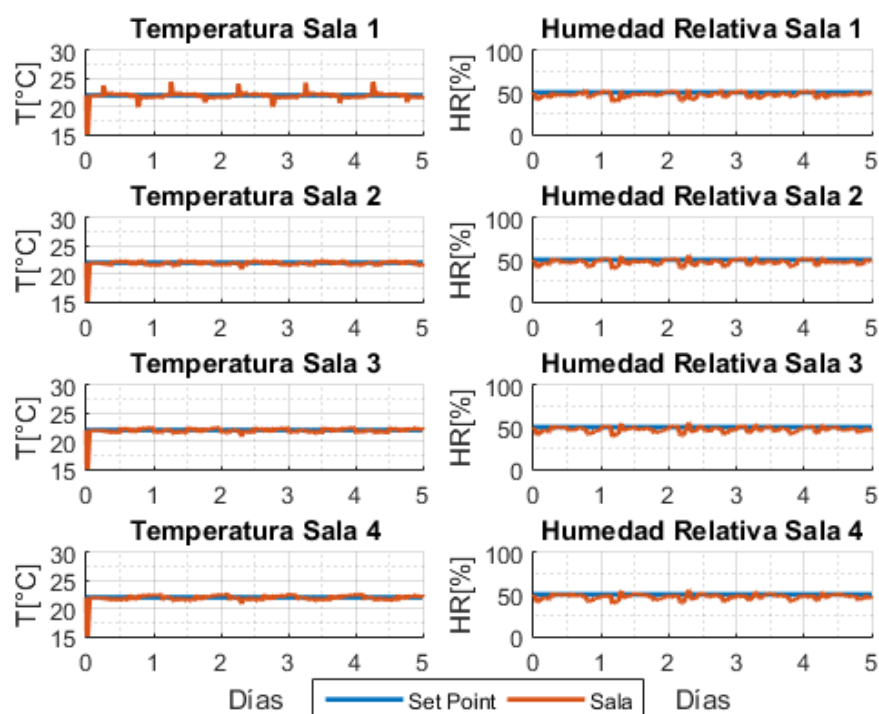 Temperatura Sala 1
Humedad Relativa Sala 1
T[°C]
30
25
20
15
0 1 2 3 4 5
HR[%]
100
50
0
0 1 2 3 4 5
Temperatura Sala 2
Humedad Relativa Sala 2
T[°C]
30
25
20
15
0 1 2 3 4 5
HR[%]
100
50
0
0 1 2 3 4 5
Temperatura Sala 3
Humedad Relativa Sala 3
T[°C]
30
25
20
15
0 1 2 3 4 5
HR[%]
100
50
0
0 1 2 3 4 5
Temperatura Sala 4
Humedad Relativa Sala 4
T[°C]
30
25
20
15
0 1 2 3 4 5
HR[%]
100
50
0
0 1 2 3 4 5
Días Set Point Sala Días